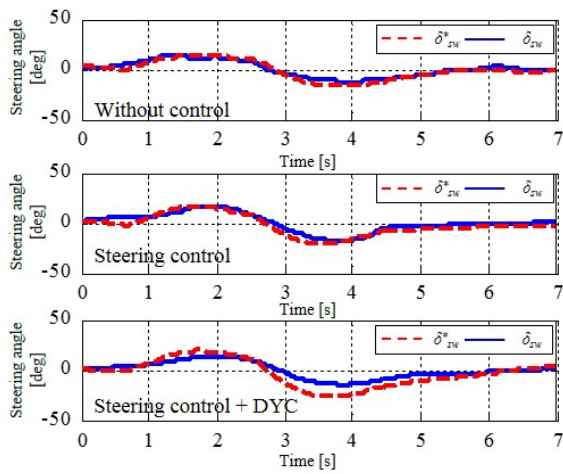 50
0
-50
Steering angle
[deg]
δ*sw δsw
Without control
0 1 2 3 4 5 6 7
Time [s]
50
0
-50
Steering angle
[deg]
δ*sw δsw
Steering control
0 1 2 3 4 5 6 7
Time [s]
50
0
-50
Steering angle
[deg]
δ*sw δsw
Steering control + DYC
0 1 2 3 4 5 6 7
Time [s]